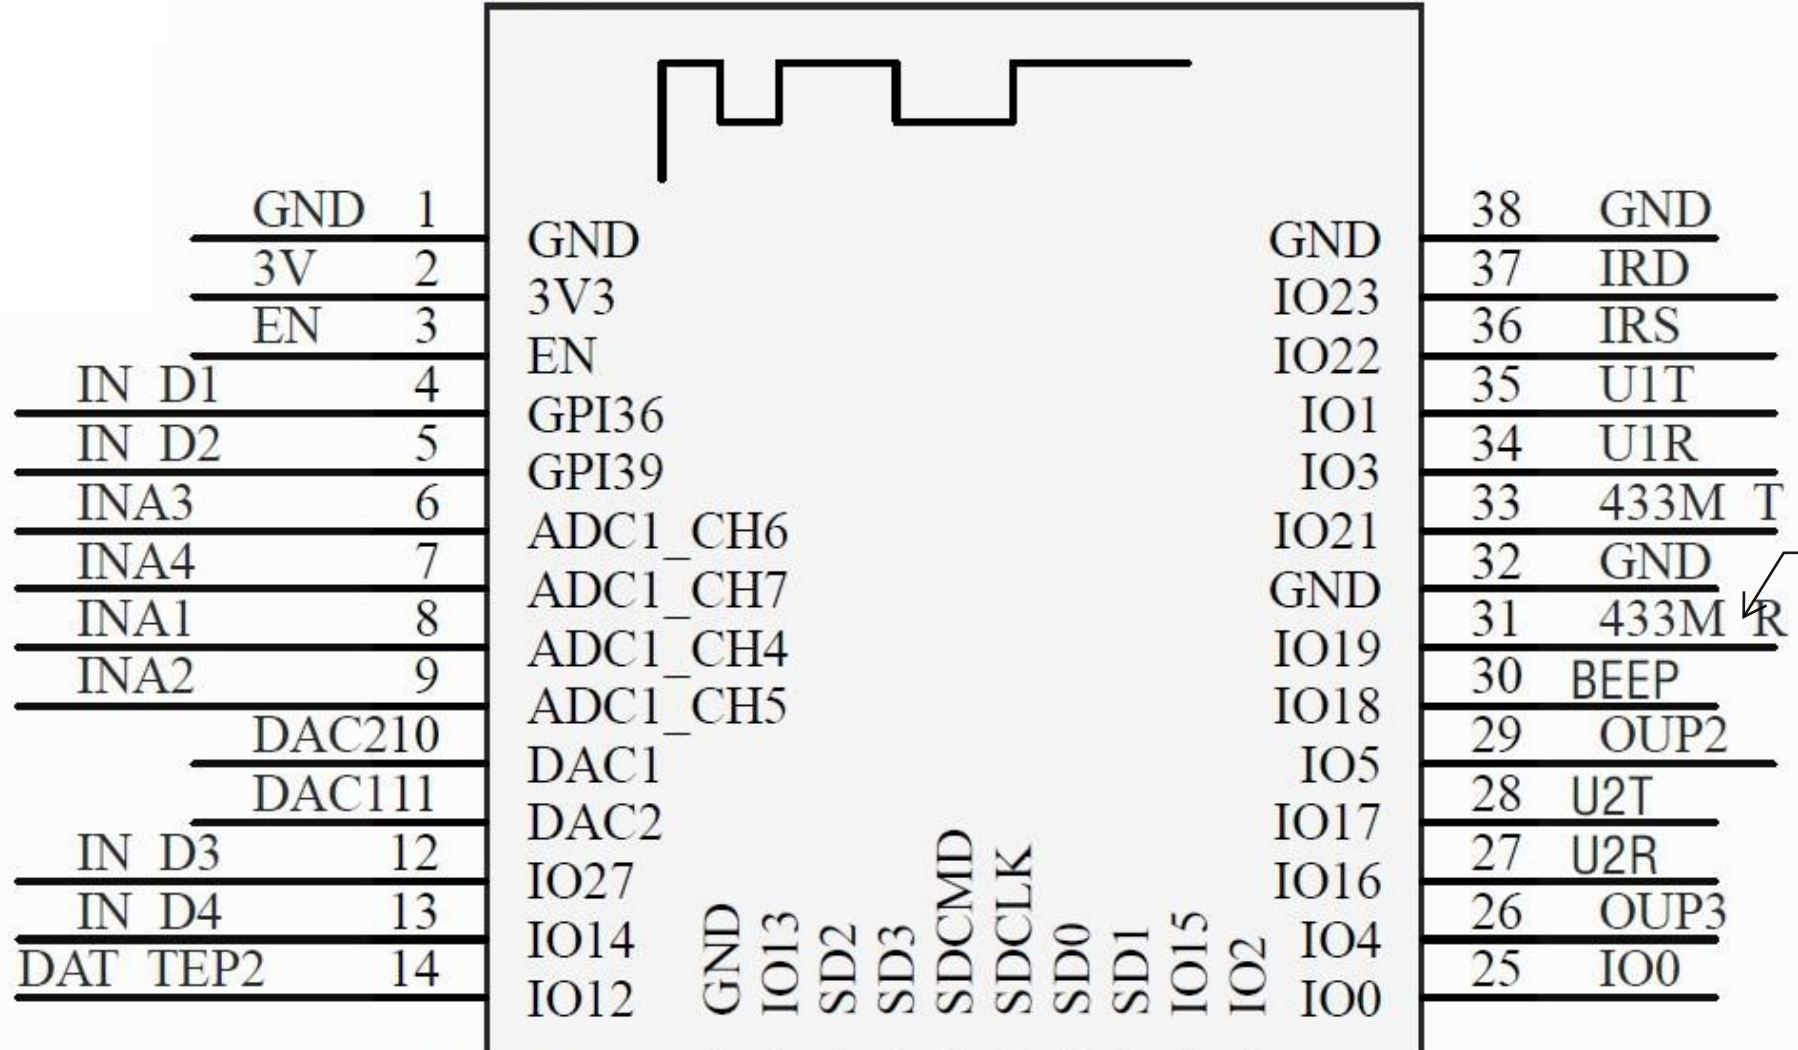 GND 1 GND GND 38 GND
3V 2 3V3 IO23 37 IRD
EN 3 EN IO22 36 IRS
IN D1 4 GPI36 IO1 35 U1T
IN D2 5 GPI39 IO3 34 U1R
INA3 6 ADC1_CH6 IO21 33 433M T
INA4 7 ADC1_CH7 GND 32 GND
INA1 8 ADC1_CH4 IO19 31 433M R
INA2 9 ADC1_CH5 IO18 30 BEEP
DAC210 DAC1 IO5 29 OUP2
DAC111 DAC2 IO17 28 U2T
IN D3 12 IO27 IO16 27 U2R
IN D4 13 IO14 IO4 26 OUP3
DAT TEP2 14 IO12 IO0 25 IO0
GND
IO13
SD2
SD3
SDCMD
SDCLK
SD0
SD1
IO15
IO2